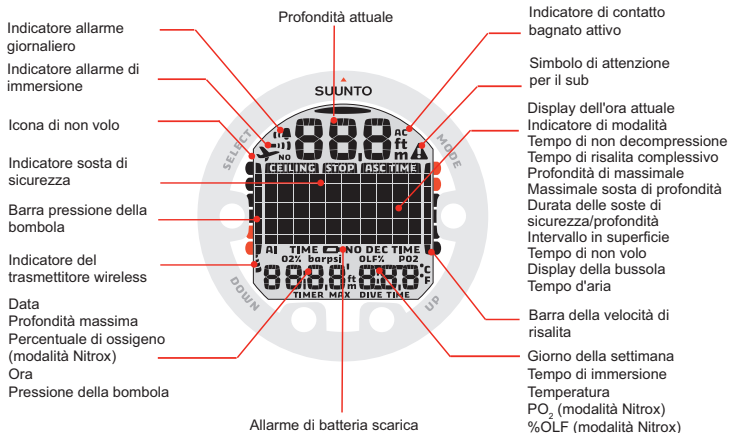 Profondità attuale
Indicatore allarme
giornaliero
Indicatore allarme di
immersione
Icona di non volo
Indicatore sosta di
sicurezza
Barra pressione della
bombola
Indicatore del
trasmettitore wireless
Data
Profondità massima
Percentuale di ossigeno
(modalità Nitrox)
Ora
Pressione della bombola
SUUNTO
SELECT
MODE
DOWN
UP
888,8
AC
ft
m
NO
CEILING STOP ASC TIME
AI TIME NO DEC TIME
O2% barpsi OLF% PO2
ft
m
°C
F
TIMER MAX DIVE TIME
Allarme di batteria scarica
Indicatore di contatto
bagnato attivo
Simbolo di attenzione
per il sub
Display dell'ora attuale
Indicatore di modalità
Tempo di non decompressione
Tempo di risalita complessivo
Profondità di massimale
Massimale sosta di profondità
Durata delle soste di
sicurezza/profondità
Intervallo in superficie
Tempo di non volo
Display della bussola
Tempo d'aria
Barra della velocità di
risalita
Giorno della settimana
Tempo di immersione
Temperatura
PO2 (modalità Nitrox)
%OLF (modalità Nitrox)